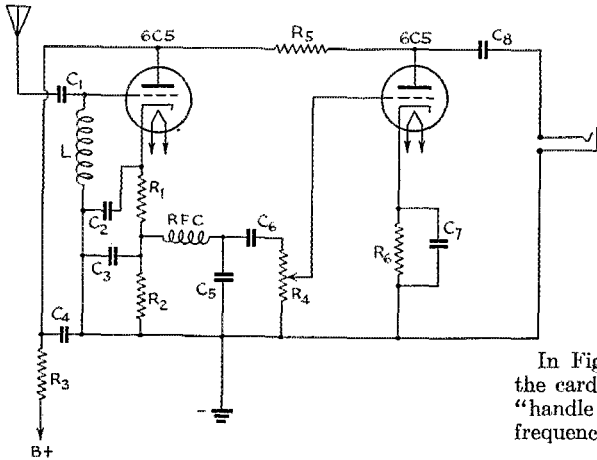 6C5
R5
6C5
C8
C1
L
R1
C2
RFC
C6
C7
C3
R6
R2
C5
R4
C4
R3
B+
In Fig
the card
"handle
frequenc